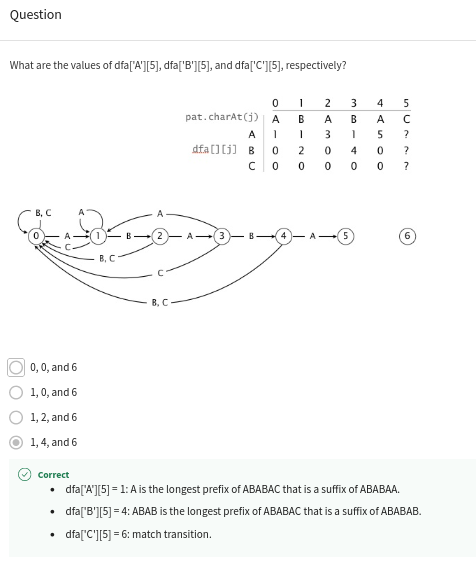 Question
What are the values of dfa['A'][5], dfa['B'][5], and dfa['C'][5], respectively?
0 1 2 3 4 5
pat.charAt(j) A B A B A C
A 1 1 3 1 5 ?
dfa[][j] B 0 2 0 4 0 ?
C 0 0 0 0 0 ?
B, C A A
0 A 1 B 2 A 3 B 4 A 5 6
C
B, C
C
B, C
0, 0, and 6
1, 0, and 6
1, 2, and 6
1, 4, and 6
Correct
• dfa['A'][5] = 1: A is the longest prefix of ABABAC that is a suffix of ABABAA.
• dfa['B'][5] = 4: ABAB is the longest prefix of ABABAC that is a suffix of ABABAB.
• dfa['C'][5] = 6: match transition.